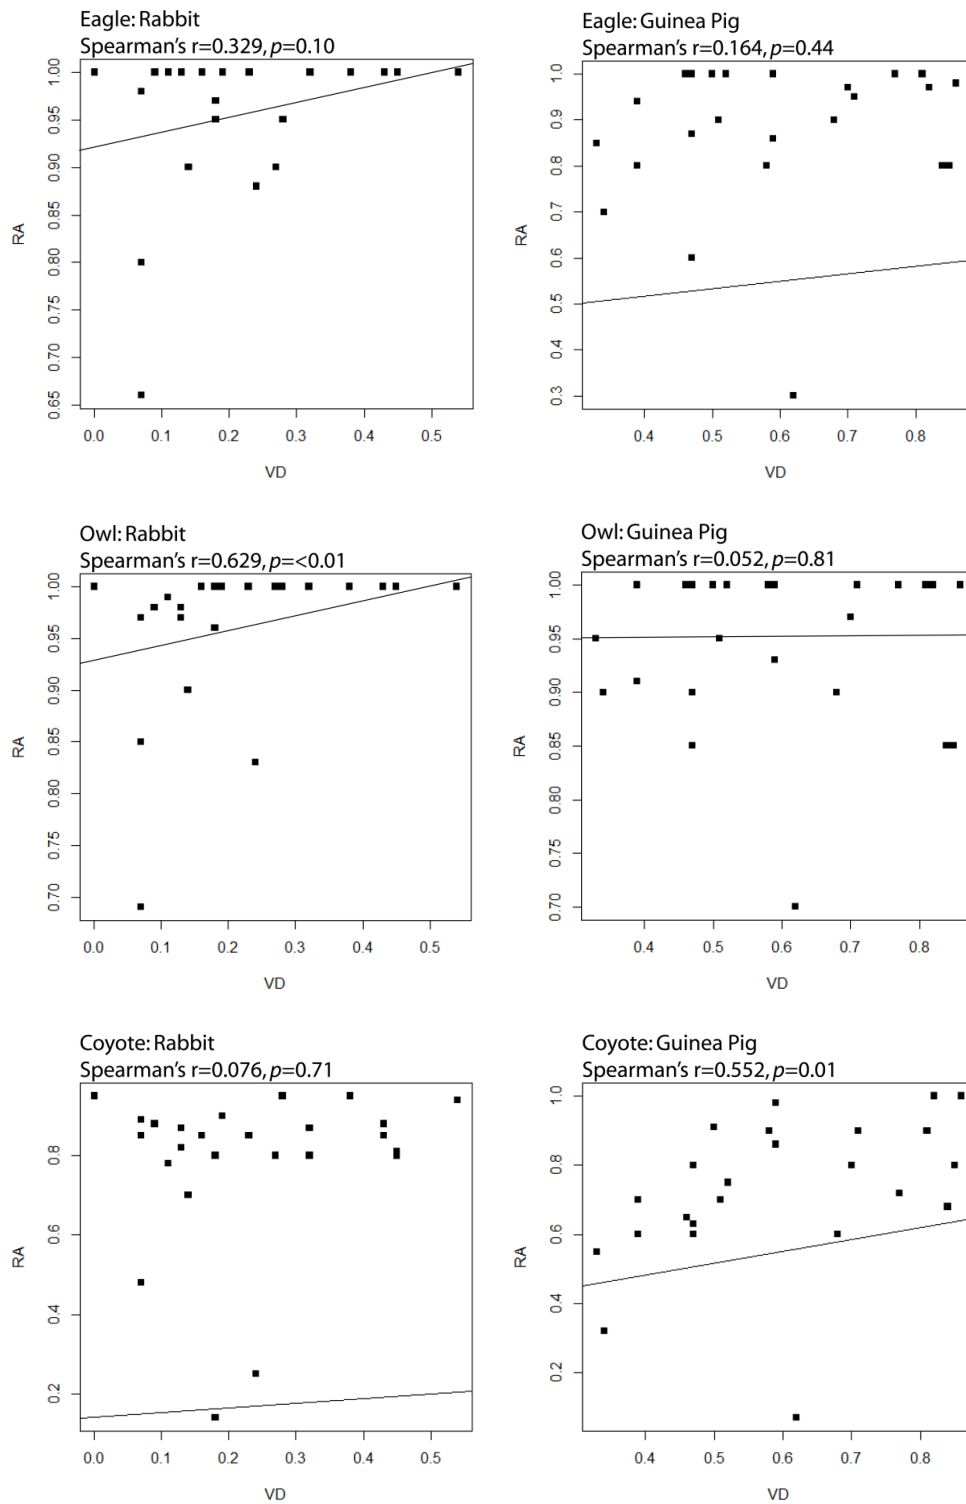 Eagle: Rabbit
Spearman's r=0.329, p=0.10
1.00
0.95
0.90
0.85
0.80
0.75
0.70
0.65
RA
0.0 0.1 0.2 0.3 0.4 0.5
VD
Eagle: Guinea Pig
Spearman's r=0.164, p=0.44
1.0
0.9
0.8
0.7
0.6
0.5
0.4
0.3
RA
0.4 0.5 0.6 0.7 0.8
VD
Owl: Rabbit
Spearman's r=0.629, p=<0.01
1.00
0.95
0.90
0.85
0.80
0.75
0.70
RA
0.0 0.1 0.2 0.3 0.4 0.5
VD
Owl: Guinea Pig
Spearman's r=0.052, p=0.81
1.00
0.95
0.90
0.85
0.80
0.75
0.70
RA
0.4 0.5 0.6 0.7 0.8
VD
Coyote: Rabbit
Spearman's r=0.076, p=0.71
0.8
0.6
0.4
0.2
RA
0.0 0.1 0.2 0.3 0.4 0.5
VD
Coyote: Guinea Pig
Spearman's r=0.552, p=0.01
1.0
0.8
0.6
0.4
0.2
RA
0.4 0.5 0.6 0.7 0.8
VD